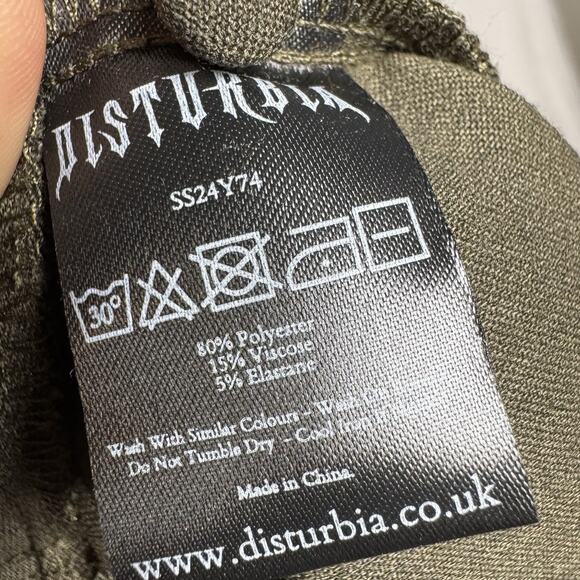 DISTURBIA
SS24Y74
30°
80% Polyester
15% Viscose
5% Elastane
Wash With Similar Colours - Wash
Do Not Tumble Dry - Cool Iron
Made in China.
www.disturbia.co.uk